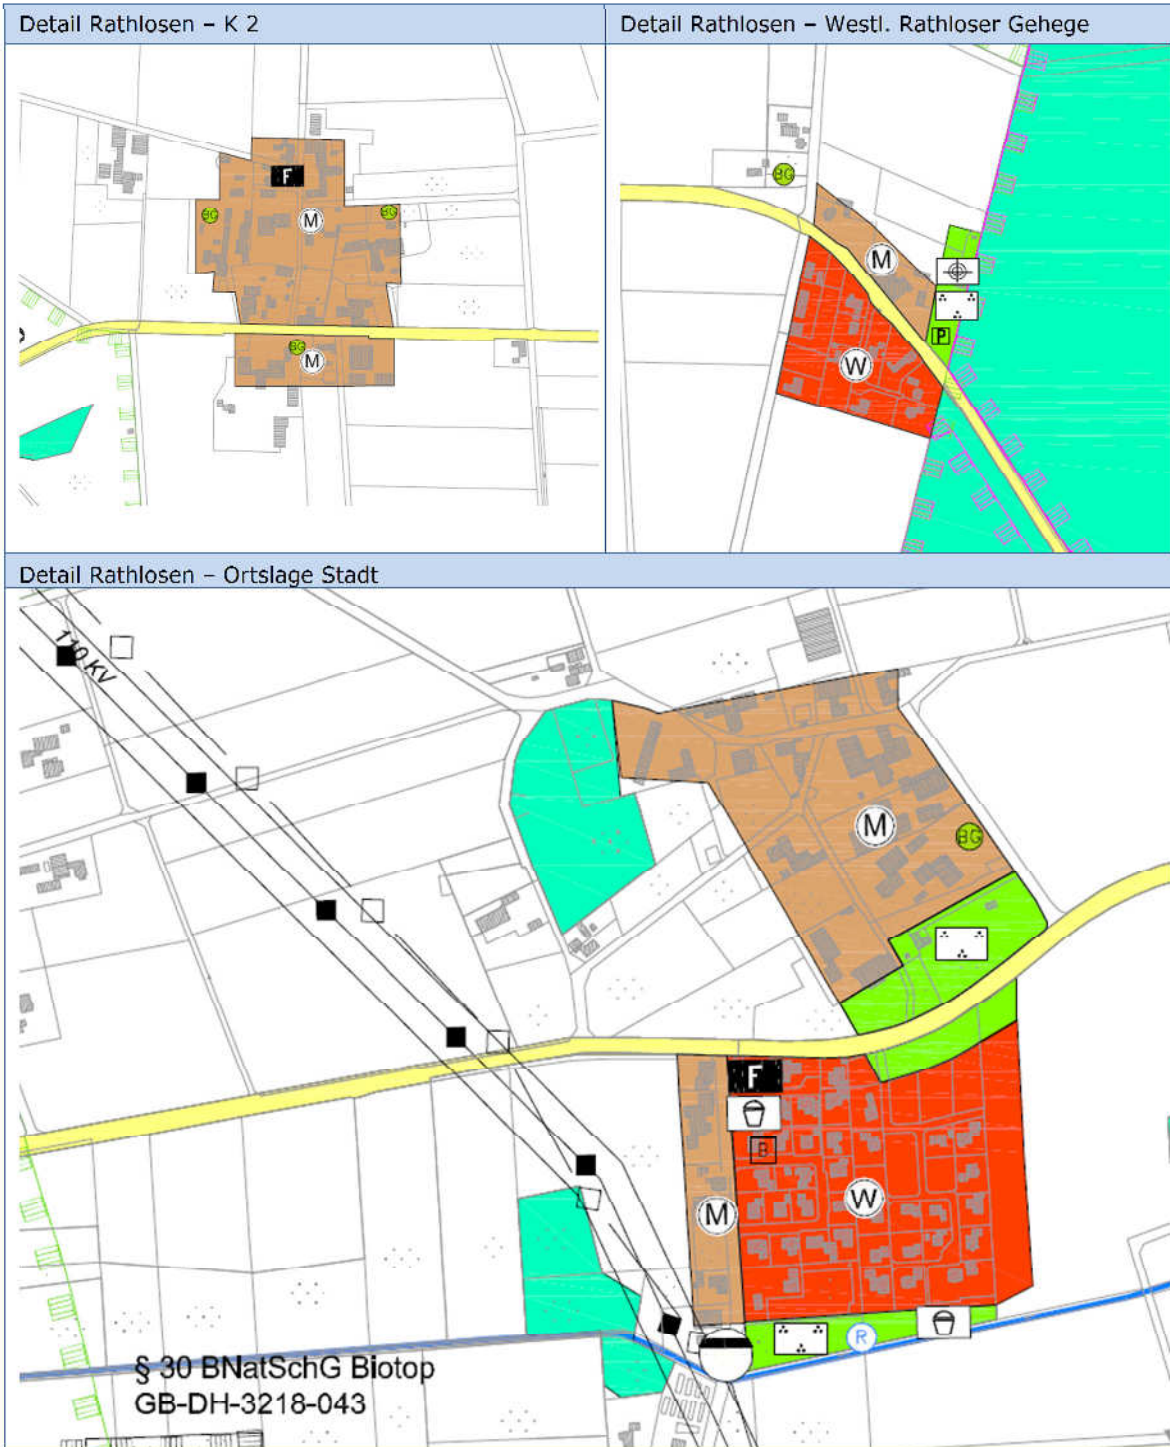 Detail Rathlosen – K 2
Detail Rathlosen – Westl. Rathloser Gehege
F
BG
M
BG
BG
M
BG
M
P
W
Detail Rathlosen – Ortslage Stadt
110 KV
M
BG
F
B
M
W
R
§ 30 BNatSchG Biotop
GB-DH-3218-043